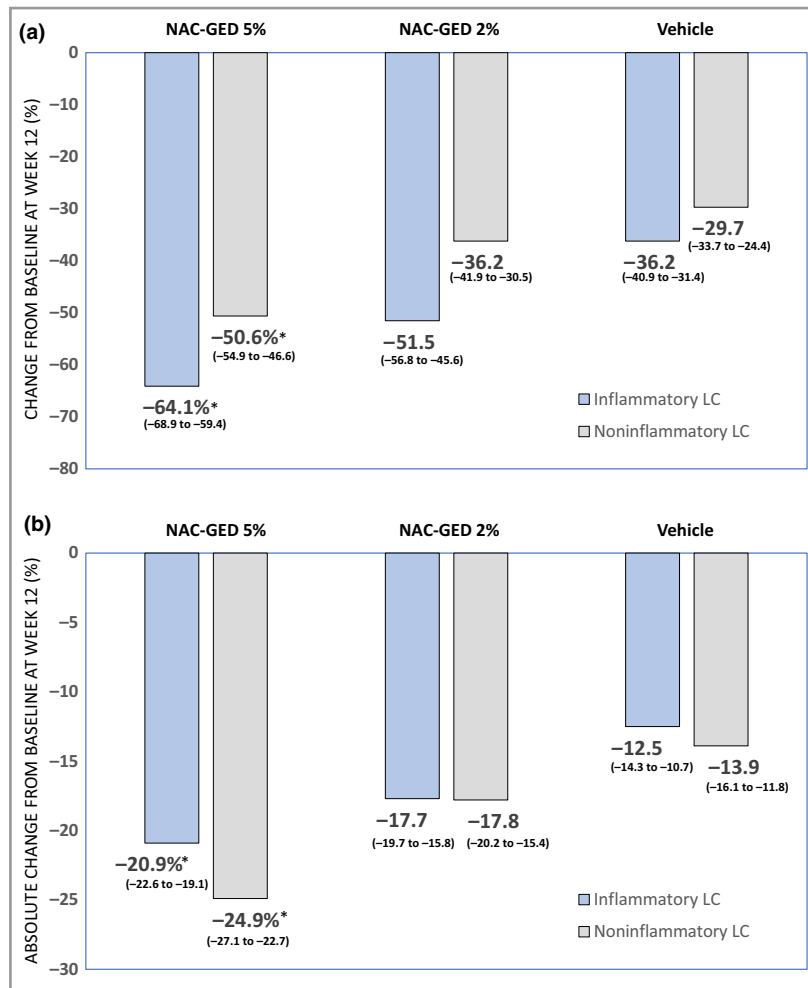 (a)
NAC-GED 5% NAC-GED 2% Vehicle
CHANGE FROM BASELINE AT WEEK 12 (%)
0
−10
−20
−30
−40
−50
−60
−70
−80
−64.1%*
(−68.9 to −59.4)
−50.6%*
(−54.9 to −46.6)
−51.5
(−56.8 to −45.6)
−36.2
(−41.9 to −30.5)
−36.2
(−40.9 to −31.4)
−29.7
(−33.7 to −24.4)
Inflammatory LC
Noninflammatory LC
(b)
NAC-GED 5% NAC-GED 2% Vehicle
ABSOLUTE CHANGE FROM BASELINE AT WEEK 12 (%)
0
−5
−10
−15
−20
−25
−30
−20.9%*
(−22.6 to −19.1)
−24.9%*
(−27.1 to −22.7)
−17.7
(−19.7 to −15.8)
−17.8
(−20.2 to −15.4)
−12.5
(−14.3 to −10.7)
−13.9
(−16.1 to −11.8)
Inflammatory LC
Noninflammatory LC